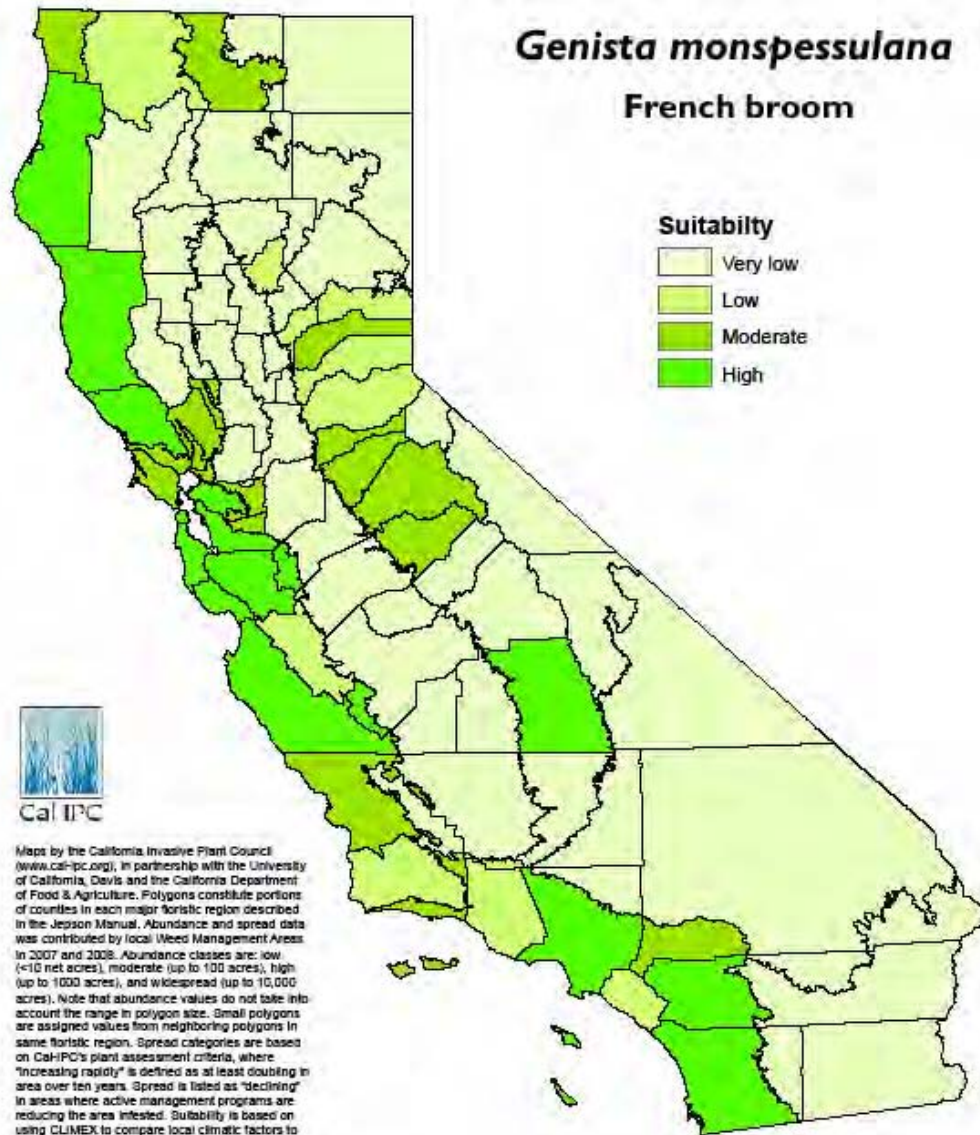 Genista monspessulana
French broom
Suitabilty
Very low
Low
Moderate
High
Cal IPC
Maps by the California Invasive Plant Council
(www.cal-ipc.org), in partnership with the University
of California, Davis and the California Department
of Food & Agriculture. Polygons constitute portions
of counties in each major floristic region described
in the Jepson Manual. Abundance and spread data
was contributed by local Weed Management Areas
in 2007 and 2008. Abundance classes are: low
(<10 net acres), moderate (up to 100 acres), high
(up to 1000 acres), and widespread (up to 10,000
acres). Note that abundance values do not take into
account the range in polygon size. Small polygons
are assigned values from neighboring polygons in
same floristic region. Spread categories are based
on Cal-IPC's plant assessment criteria, where
"increasing rapidly" is defined as at least doubling in
area over ten years. Spread is listed as "declining"
in areas where active management programs are
reducing the area infested. Suitability is based on
using CLIMEX to compare local climatic factors to